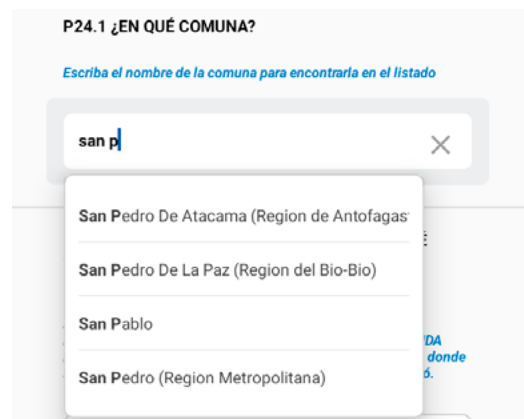 P24.1 ¿EN QUÉ COMUNA?
Escriba el nombre de la comuna para encontrarla en el listado
san p
San Pedro De Atacama (Region de Antofagas
San Pedro De La Paz (Region del Bio-Bio)
San Pablo
DA
donde
San Pedro (Region Metropolitana)
ó.